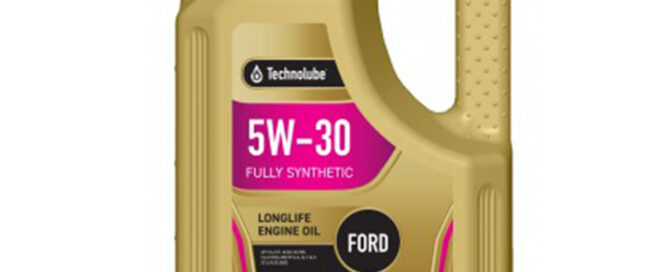 Technolube
5W-30
FULLY SYNTHETIC
LONGLIFE
ENGINE OIL
FORD